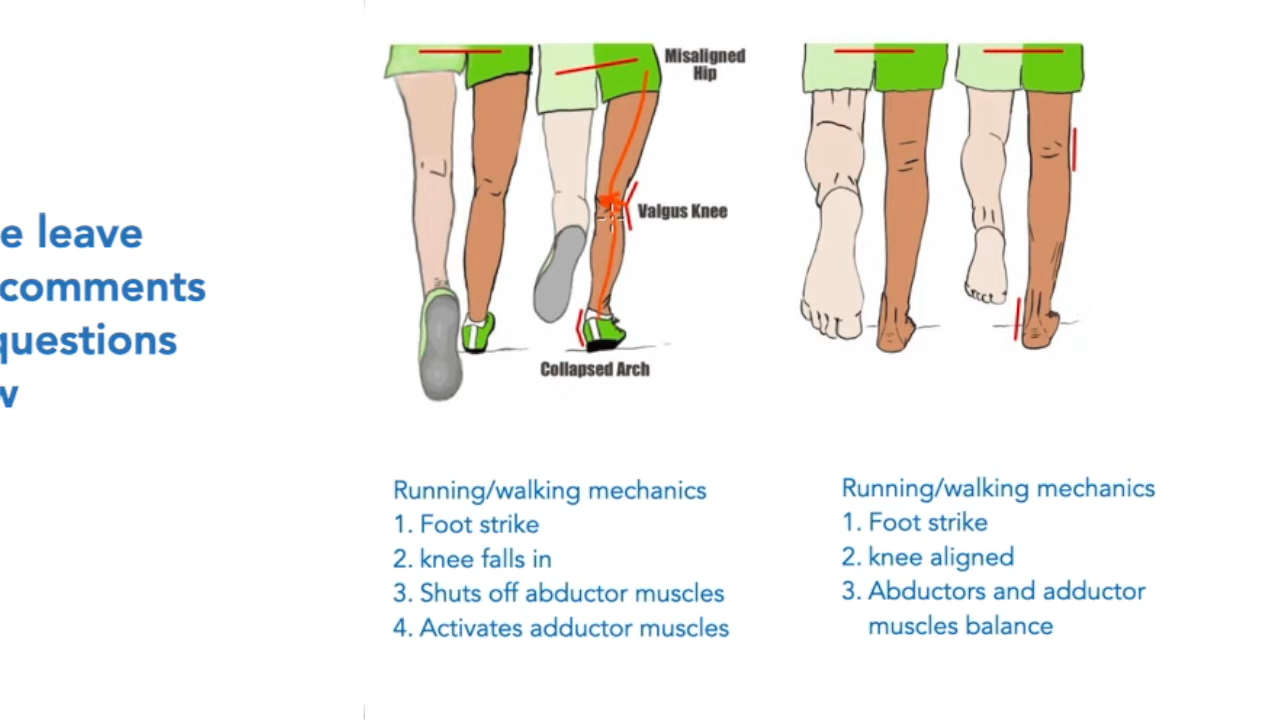 e leave
comments
questions
w
Misaligned
Hip
Valgus Knee
Collapsed Arch
Running/walking mechanics
1. Foot strike
2. knee falls in
3. Shuts off abductor muscles
4. Activates adductor muscles
Running/walking mechanics
1. Foot strike
2. knee aligned
3. Abductors and adductor
muscles balance